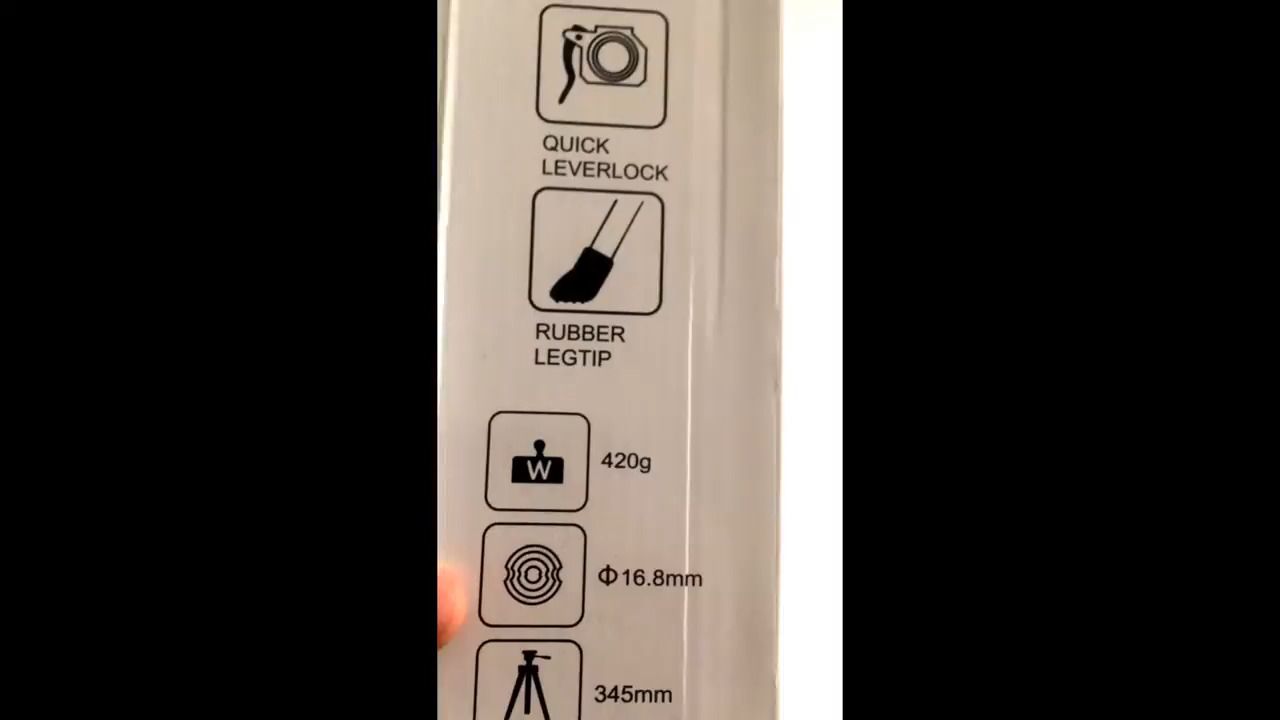 QUICK
LEVERLOCK
RUBBER
LEGTIP
W
420g
Φ16.8mm
345mm